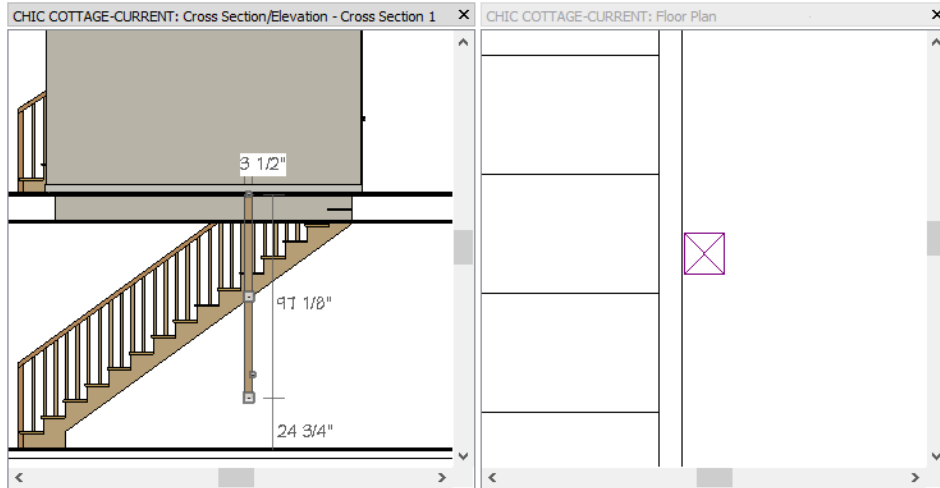 CHIC COTTAGE-CURRENT: Cross Section/Elevation - Cross Section 1
CHIC COTTAGE-CURRENT: Floor Plan
3 1/2"
97 1/8"
24 3/4"